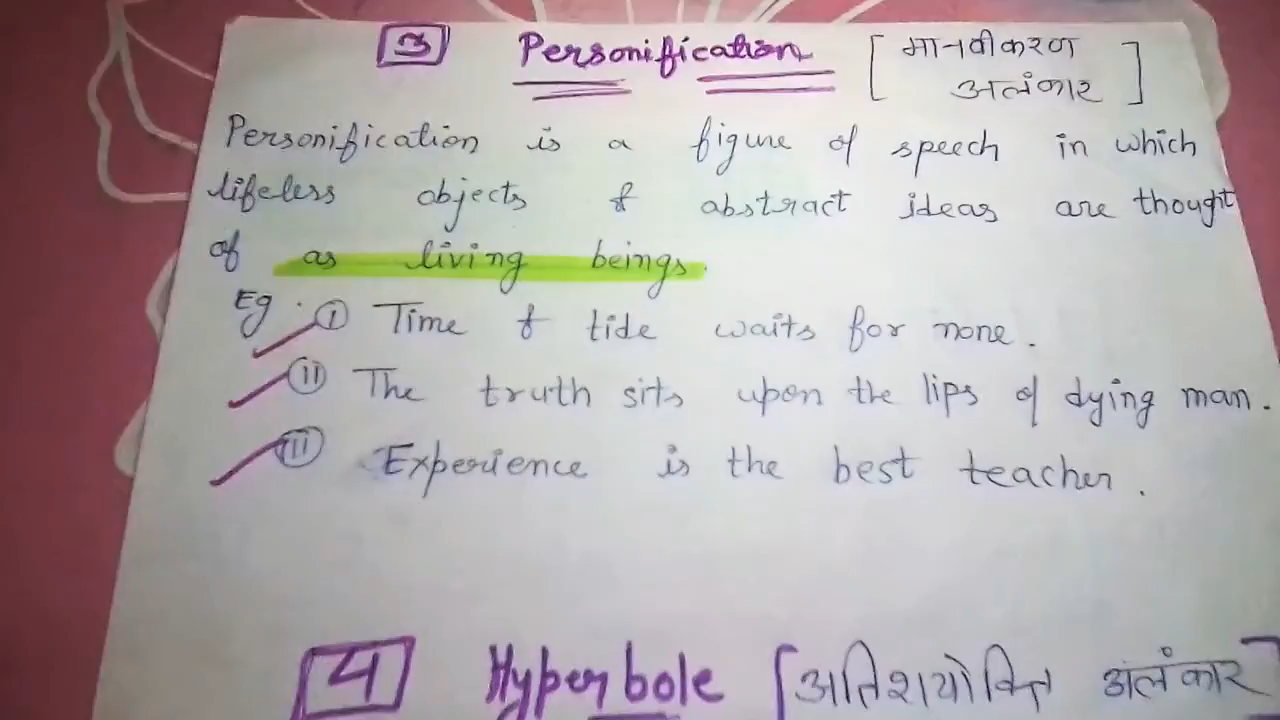 3 Personification [मानवीकरण
अलंकार]
Personification is a figure of speech in which
lifeless objects & abstract ideas are thought
of as living beings.
Eg. (I) Time & tide waits for none.
(II) The truth sits upon the lips of dying man.
(III) Experience is the best teacher.
4 Hyperbole [अतिशयोक्ति अलंकार]